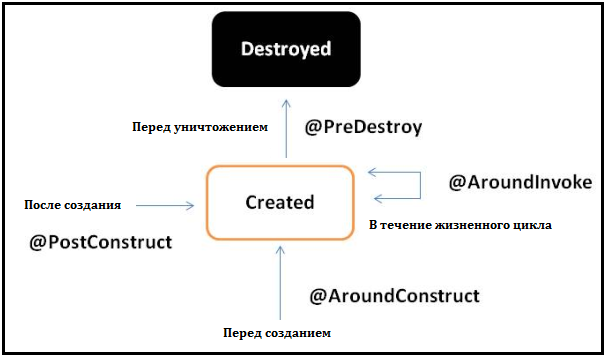 Destroyed
Перед уничтожением
@PreDestroy
Created
@AroundInvoke
После создания
В течение жизненного цикла
@PostConstruct
@AroundConstruct
Перед созданием